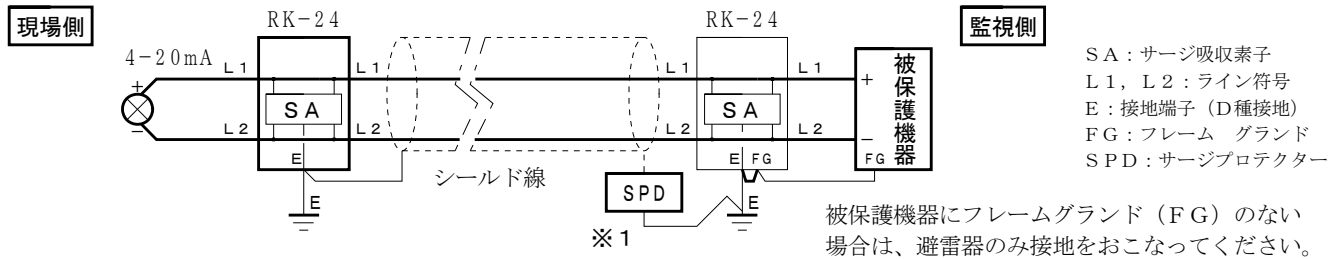 現場側
RK-24
RK-24
監視側
4-20mA
L1
L1
L1
L1
+
+
SA
SA
被保護機器
SA:サージ吸収素子
L1,L2:ライン符号
E:接地端子(D種接地)
FG:フレーム グランド
SPD:サージプロテクター
−
L2
L2
L2
L2
−
E
E FG
FG
シールド線
SPD
E
E
※1
被保護機器にフレームグランド(FG)のない
場合は、避雷器のみ接地をおこなってください。